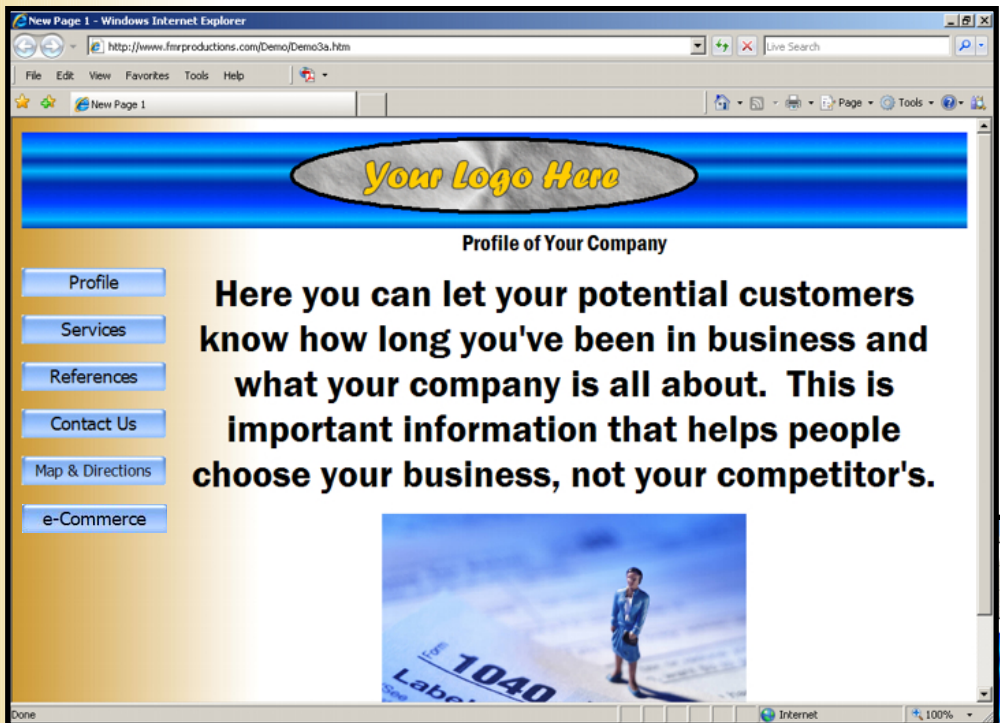 New Page 1 - Windows Internet Explorer
http://www.fmrproductions.com/Demo/Demo3a.htm
Live Search
File Edit View Favorites Tools Help
New Page 1
Page Tools
Your Logo Here
Profile of Your Company
Profile
Services
References
Contact Us
Map & Directions
e-Commerce
Here you can let your potential customers
know how long you've been in business and
what your company is all about. This is
important information that helps people
choose your business, not your competitor's.
1040
Label
See
Done
Internet
100%